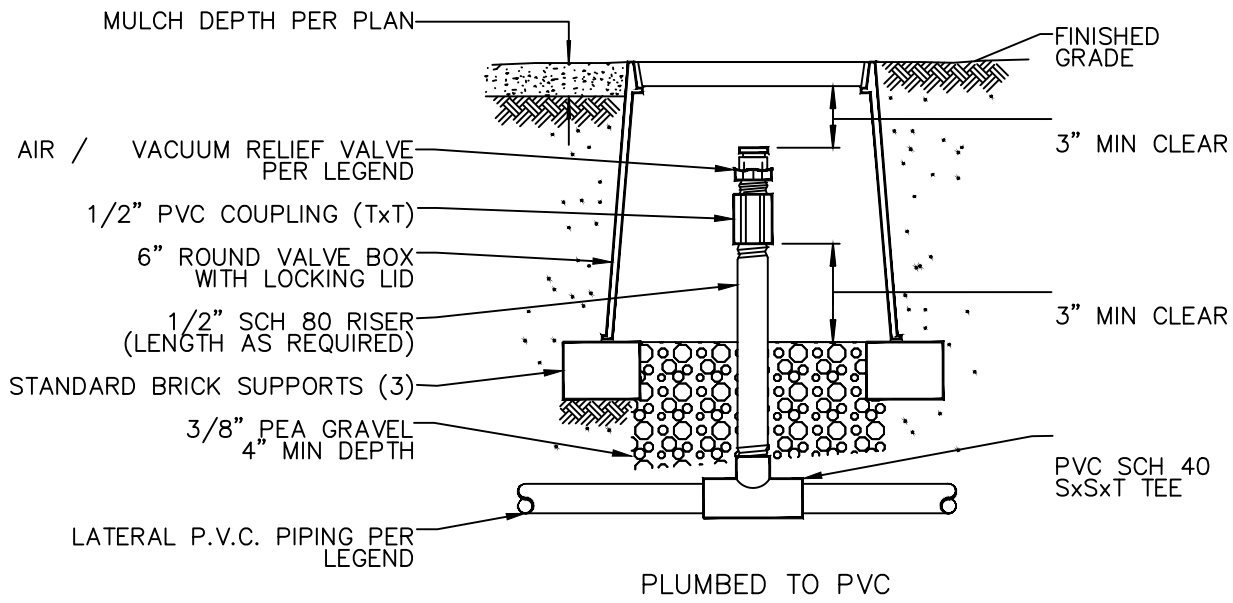 MULCH DEPTH PER PLAN
FINISHED
GRADE
AIR / VACUUM RELIEF VALVE
PER LEGEND
3" MIN CLEAR
1/2" PVC COUPLING (TxT)
6" ROUND VALVE BOX
WITH LOCKING LID
1/2" SCH 80 RISER
(LENGTH AS REQUIRED)
3" MIN CLEAR
STANDARD BRICK SUPPORTS (3)
3/8" PEA GRAVEL
4" MIN DEPTH
PVC SCH 40
SxSxT TEE
LATERAL P.V.C. PIPING PER
LEGEND
PLUMBED TO PVC